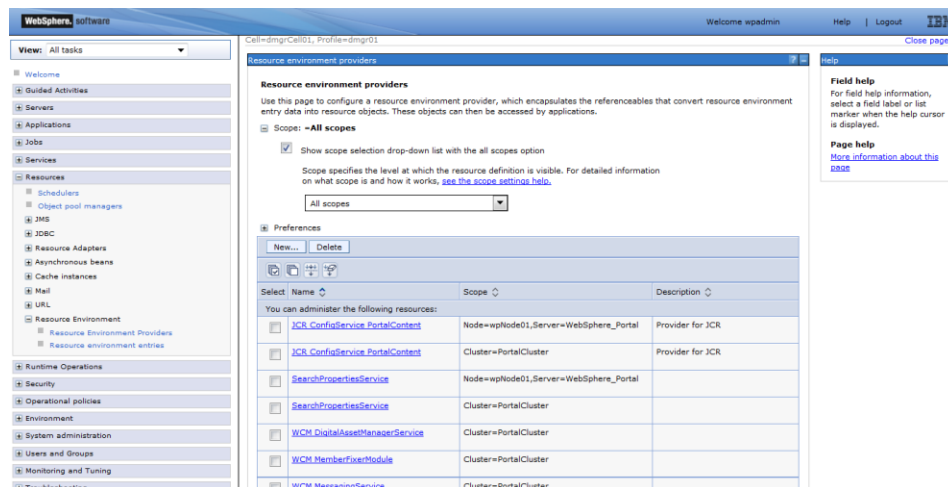 WebSphere. software
Welcome wpadmin
Help | Logout
IBM
View: All tasks
Cell=dmgrCell01, Profile=dmgr01
Close page
Welcome
Guided Activities
Servers
Applications
Jobs
Services
Resources
Schedulers
Object pool managers
JMS
JDBC
Resource Adapters
Asynchronous beans
Cache instances
Mail
URL
Resource Environment
Resource Environment Providers
Resource environment entries
Runtime Operations
Security
Operational policies
Environment
System administration
Users and Groups
Monitoring and Tuning
Troubleshooting
Resource environment providers
Resource environment providers
Use this page to configure a resource environment provider, which encapsulates the referenceables that convert resource environment
entry data into resource objects. These objects can then be accessed by applications.
Scope: =All scopes
Show scope selection drop-down list with the all scopes option
Scope specifies the level at which the resource definition is visible. For detailed information
on what scope is and how it works, see the scope settings help.
All scopes
Preferences
New... Delete
Select Name Scope Description
You can administer the following resources:
JCR ConfigService PortalContent Node=wpNode01,Server=WebSphere_Portal Provider for JCR
JCR ConfigService PortalContent Cluster=PortalCluster Provider for JCR
SearchPropertiesService Node=wpNode01,Server=WebSphere_Portal
SearchPropertiesService Cluster=PortalCluster
WCM DigitalAssetManagerService Cluster=PortalCluster
WCM MemberFixerModule Cluster=PortalCluster
WCM MessagingService Cluster=PortalCluster
Help
Field help
For field help information,
select a field label or list
marker when the help cursor
is displayed.
Page help
More information about this
page